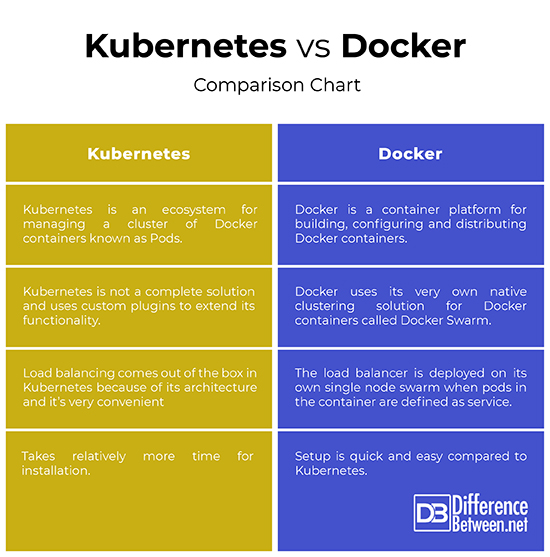 Kubernetes vs Docker
Comparison Chart
Kubernetes
Docker
Kubernetes is an ecosystem for
managing a cluster of Docker
containers known as Pods.
Docker is a container platform for
building, configuring and distributing
Docker containers.
Kubernetes is not a complete solution
and uses custom plugins to extend its
functionality.
Docker uses its very own native
clustering solution for Docker
containers called Docker Swarm.
Load balancing comes out of the box in
Kubernetes because of its architecture
and it's very convenient
The load balancer is deployed on its
own single node swarm when pods in
the container are defined as service.
Takes relatively more time for
installation.
Setup is quick and easy compared to
Kubernetes.
DB Difference
Between.net